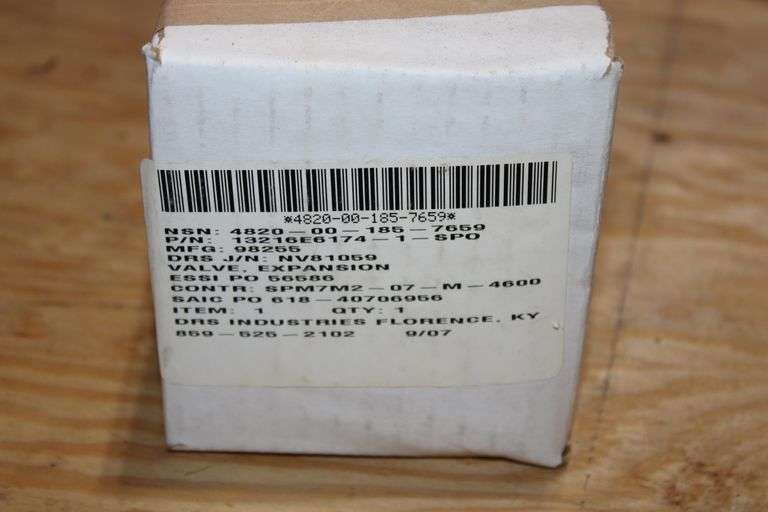 *4820-00-185-7659*
NSN: 4820-00-185-7659
P/N: 13216E6174-1-SPO
MFG: 98255
DRS J/N: NV81059
VALVE, EXPANSION
ESSI PO 56586
CONTR: SPM7M2-07-M-4600
SAIC PO 618-40706956
ITEM: 1 QTY: 1
DRS INDUSTRIES FLORENCE, KY
859-525-2102 9/07